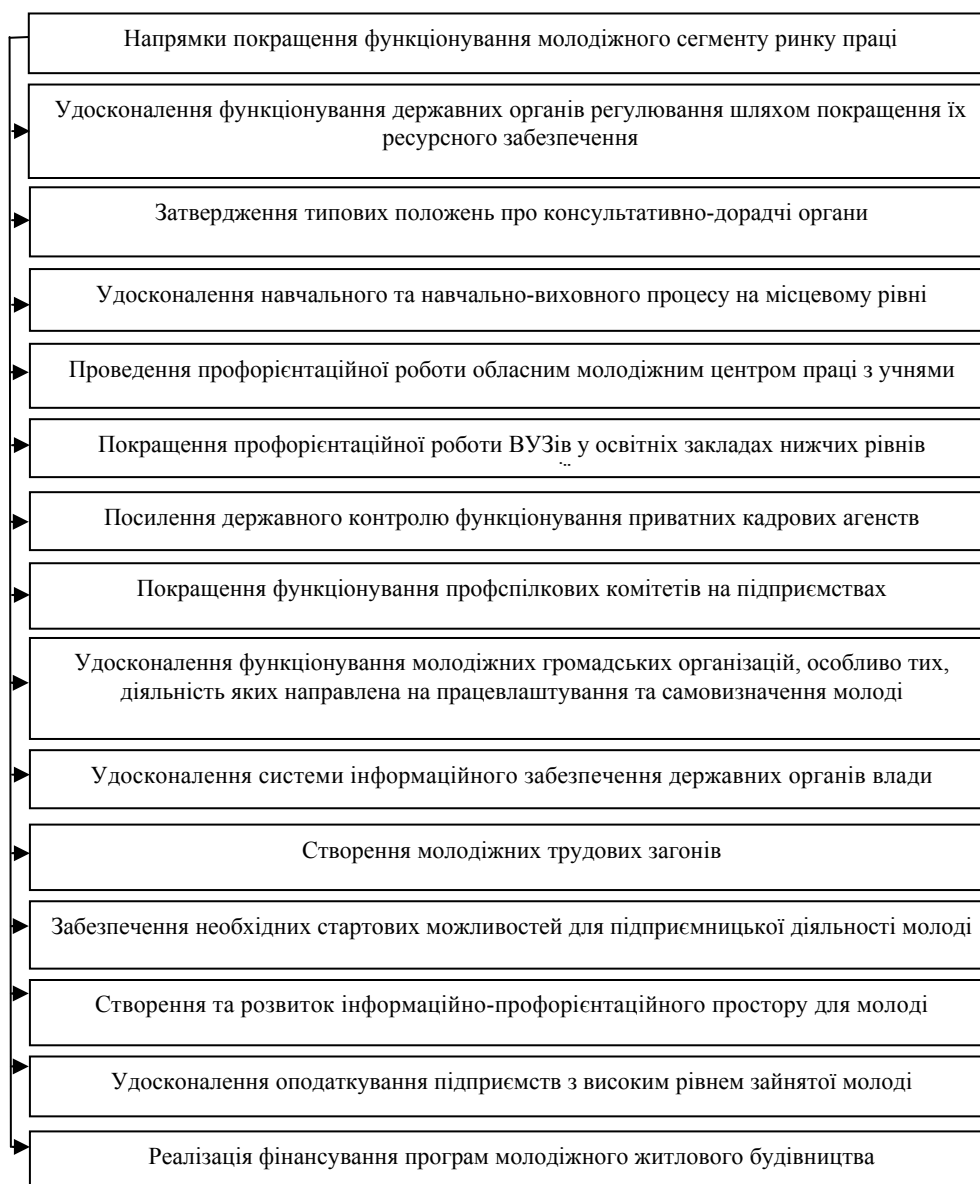 Напрямки покращення функціонування молодіжного сегменту ринку праці
Удосконалення функціонування державних органів регулювання шляхом покращення їх
ресурсного забезпечення
Затвердження типових положень про консультативно-дорадчі органи
Удосконалення навчального та навчально-виховного процесу на місцевому рівні
Проведення профорієнтаційної роботи обласним молодіжним центром праці з учнями
Покращення профорієнтаційної роботи ВУЗів у освітніх закладах нижчих рівнів
Посилення державного контролю функціонування приватних кадрових агенств
Покращення функціонування профспілкових комітетів на підприємствах
Удосконалення функціонування молодіжних громадських організацій, особливо тих,
діяльність яких направлена на працевлаштування та самовизначення молоді
Удосконалення системи інформаційного забезпечення державних органів влади
Створення молодіжних трудових загонів
Забезпечення необхідних стартових можливостей для підприємницької діяльності молоді
Створення та розвиток інформаційно-профорієнтаційного простору для молоді
Удосконалення оподаткування підприємств з високим рівнем зайнятої молоді
Реалізація фінансування програм молодіжного житлового будівництва